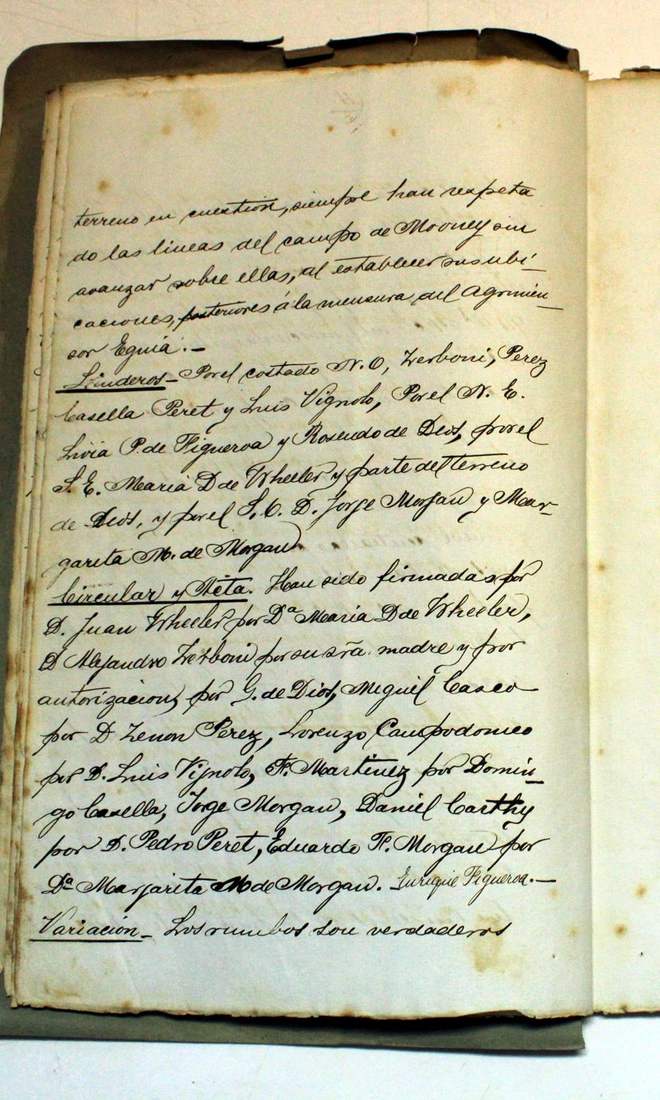 terreno en cuestión, siempre han respeta
do las lineas del campo de Mooney sin
avanzar sobre ellas, al establecer sus ubi-
caciones, posteriores á la mensura del Agrimen-
sor Eguia.-
Linderos- Por el costado N.O, Zerboni, Perez
Casella Peret y Luis Vignolo, Por el N.E.
Livia P. de Figueroa y Rosendo de Dios, por el
S.E. Maria D de Wheeler y parte del terreno
de Dios, y por el S.O. D. Jorge Morgan y Mar-
garita M. de Morgan.
Circular y Acta. Han sido firmadas por
D. Juan Wheeler por Dª Maria D de Wheeler,
D Alejandro Zerboni por su sra. madre y por
autorizacion, por G. de Dios, Miguel Casco
por D Zenon Perez, Lorenzo Campodonico
por D. Luis Vignolo, F. Martinez por Domin-
go Casella, Jorge Morgan, Daniel Carthy
por D. Pedro Peret, Eduardo F. Morgan por
Dª Margarita M de Morgan. Enrique Figueroa.-
Variación- Los rumbos son verdaderos